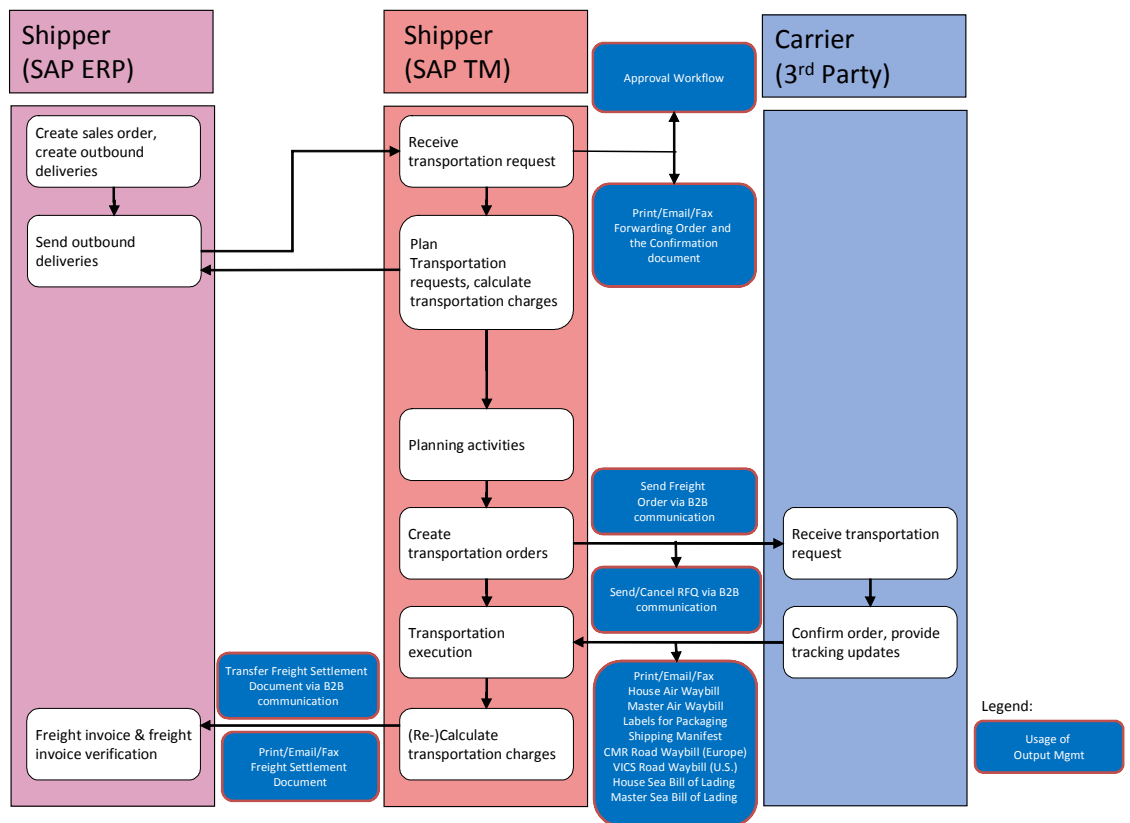 Shipper
(SAP ERP)
Shipper
(SAP TM)
Carrier
(3rd Party)
Approval Workflow
Create sales order,
create outbound
deliveries
Receive
transportation request
Print/Email/Fax
Forwarding Order and
the Confirmation
document
Send outbound
deliveries
Plan
Transportation
requests, calculate
transportation charges
Planning activities
Send Freight
Order via B2B
communication
Create
transportation orders
Receive transportation
request
Send/Cancel RFQ via B2B
communication
Transportation
execution
Confirm order, provide
tracking updates
Transfer Freight Settlement
Document via B2B
communication
Print/Email/Fax
House Air Waybill
Master Air Waybill
Labels for Packaging
Shipping Manifest
CMR Road Waybill (Europe)
VICS Road Waybill (U.S.)
House Sea Bill of Lading
Master Sea Bill of Lading
Freight invoice & freight
invoice verification
(Re-)Calculate
transportation charges
Print/Email/Fax
Freight Settlement
Document
Legend:
Usage of
Output Mgmt